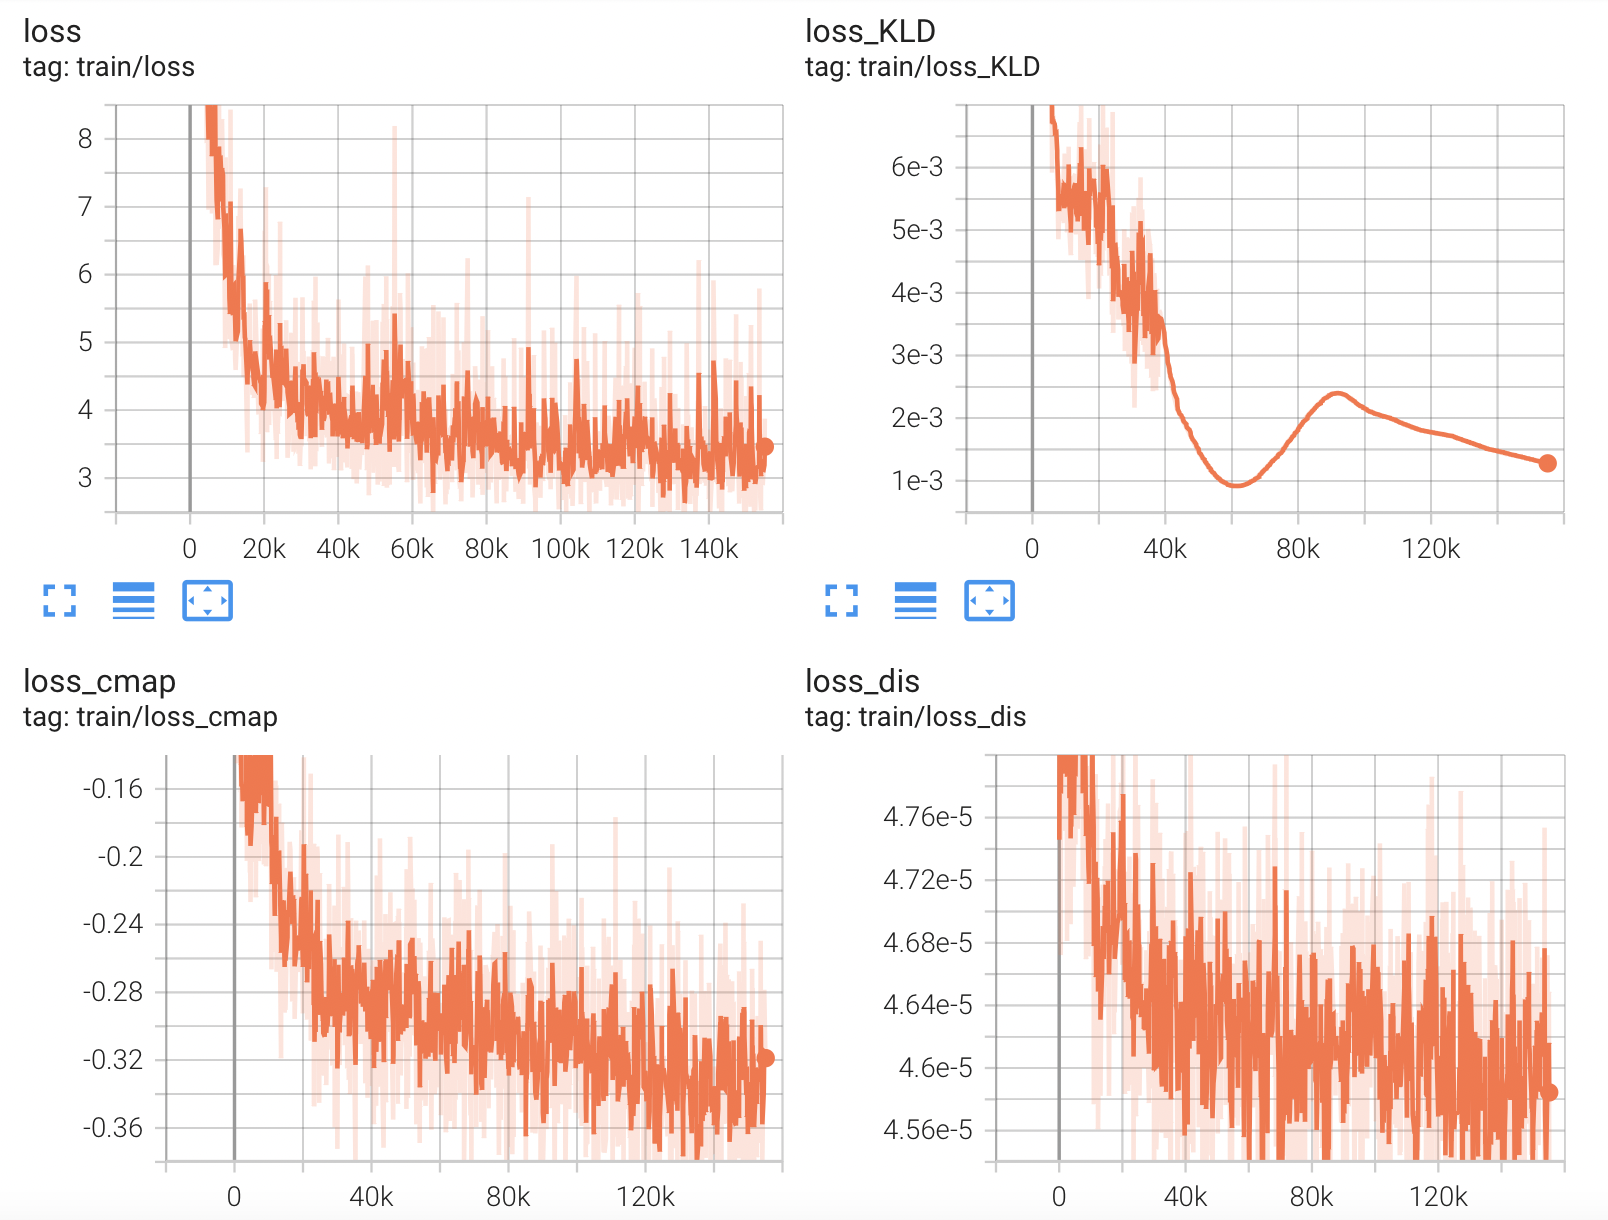 loss
tag: train/loss
8
7
6
5
4
3
0 20k 40k 60k 80k 100k 120k 140k
loss_KLD
tag: train/loss_KLD
6e-3
5e-3
4e-3
3e-3
2e-3
1e-3
0 40k 80k 120k
loss_cmap
tag: train/loss_cmap
-0.16
-0.2
-0.24
-0.28
-0.32
-0.36
0 40k 80k 120k
loss_dis
tag: train/loss_dis
4.76e-5
4.72e-5
4.68e-5
4.64e-5
4.6e-5
4.56e-5
0 40k 80k 120k